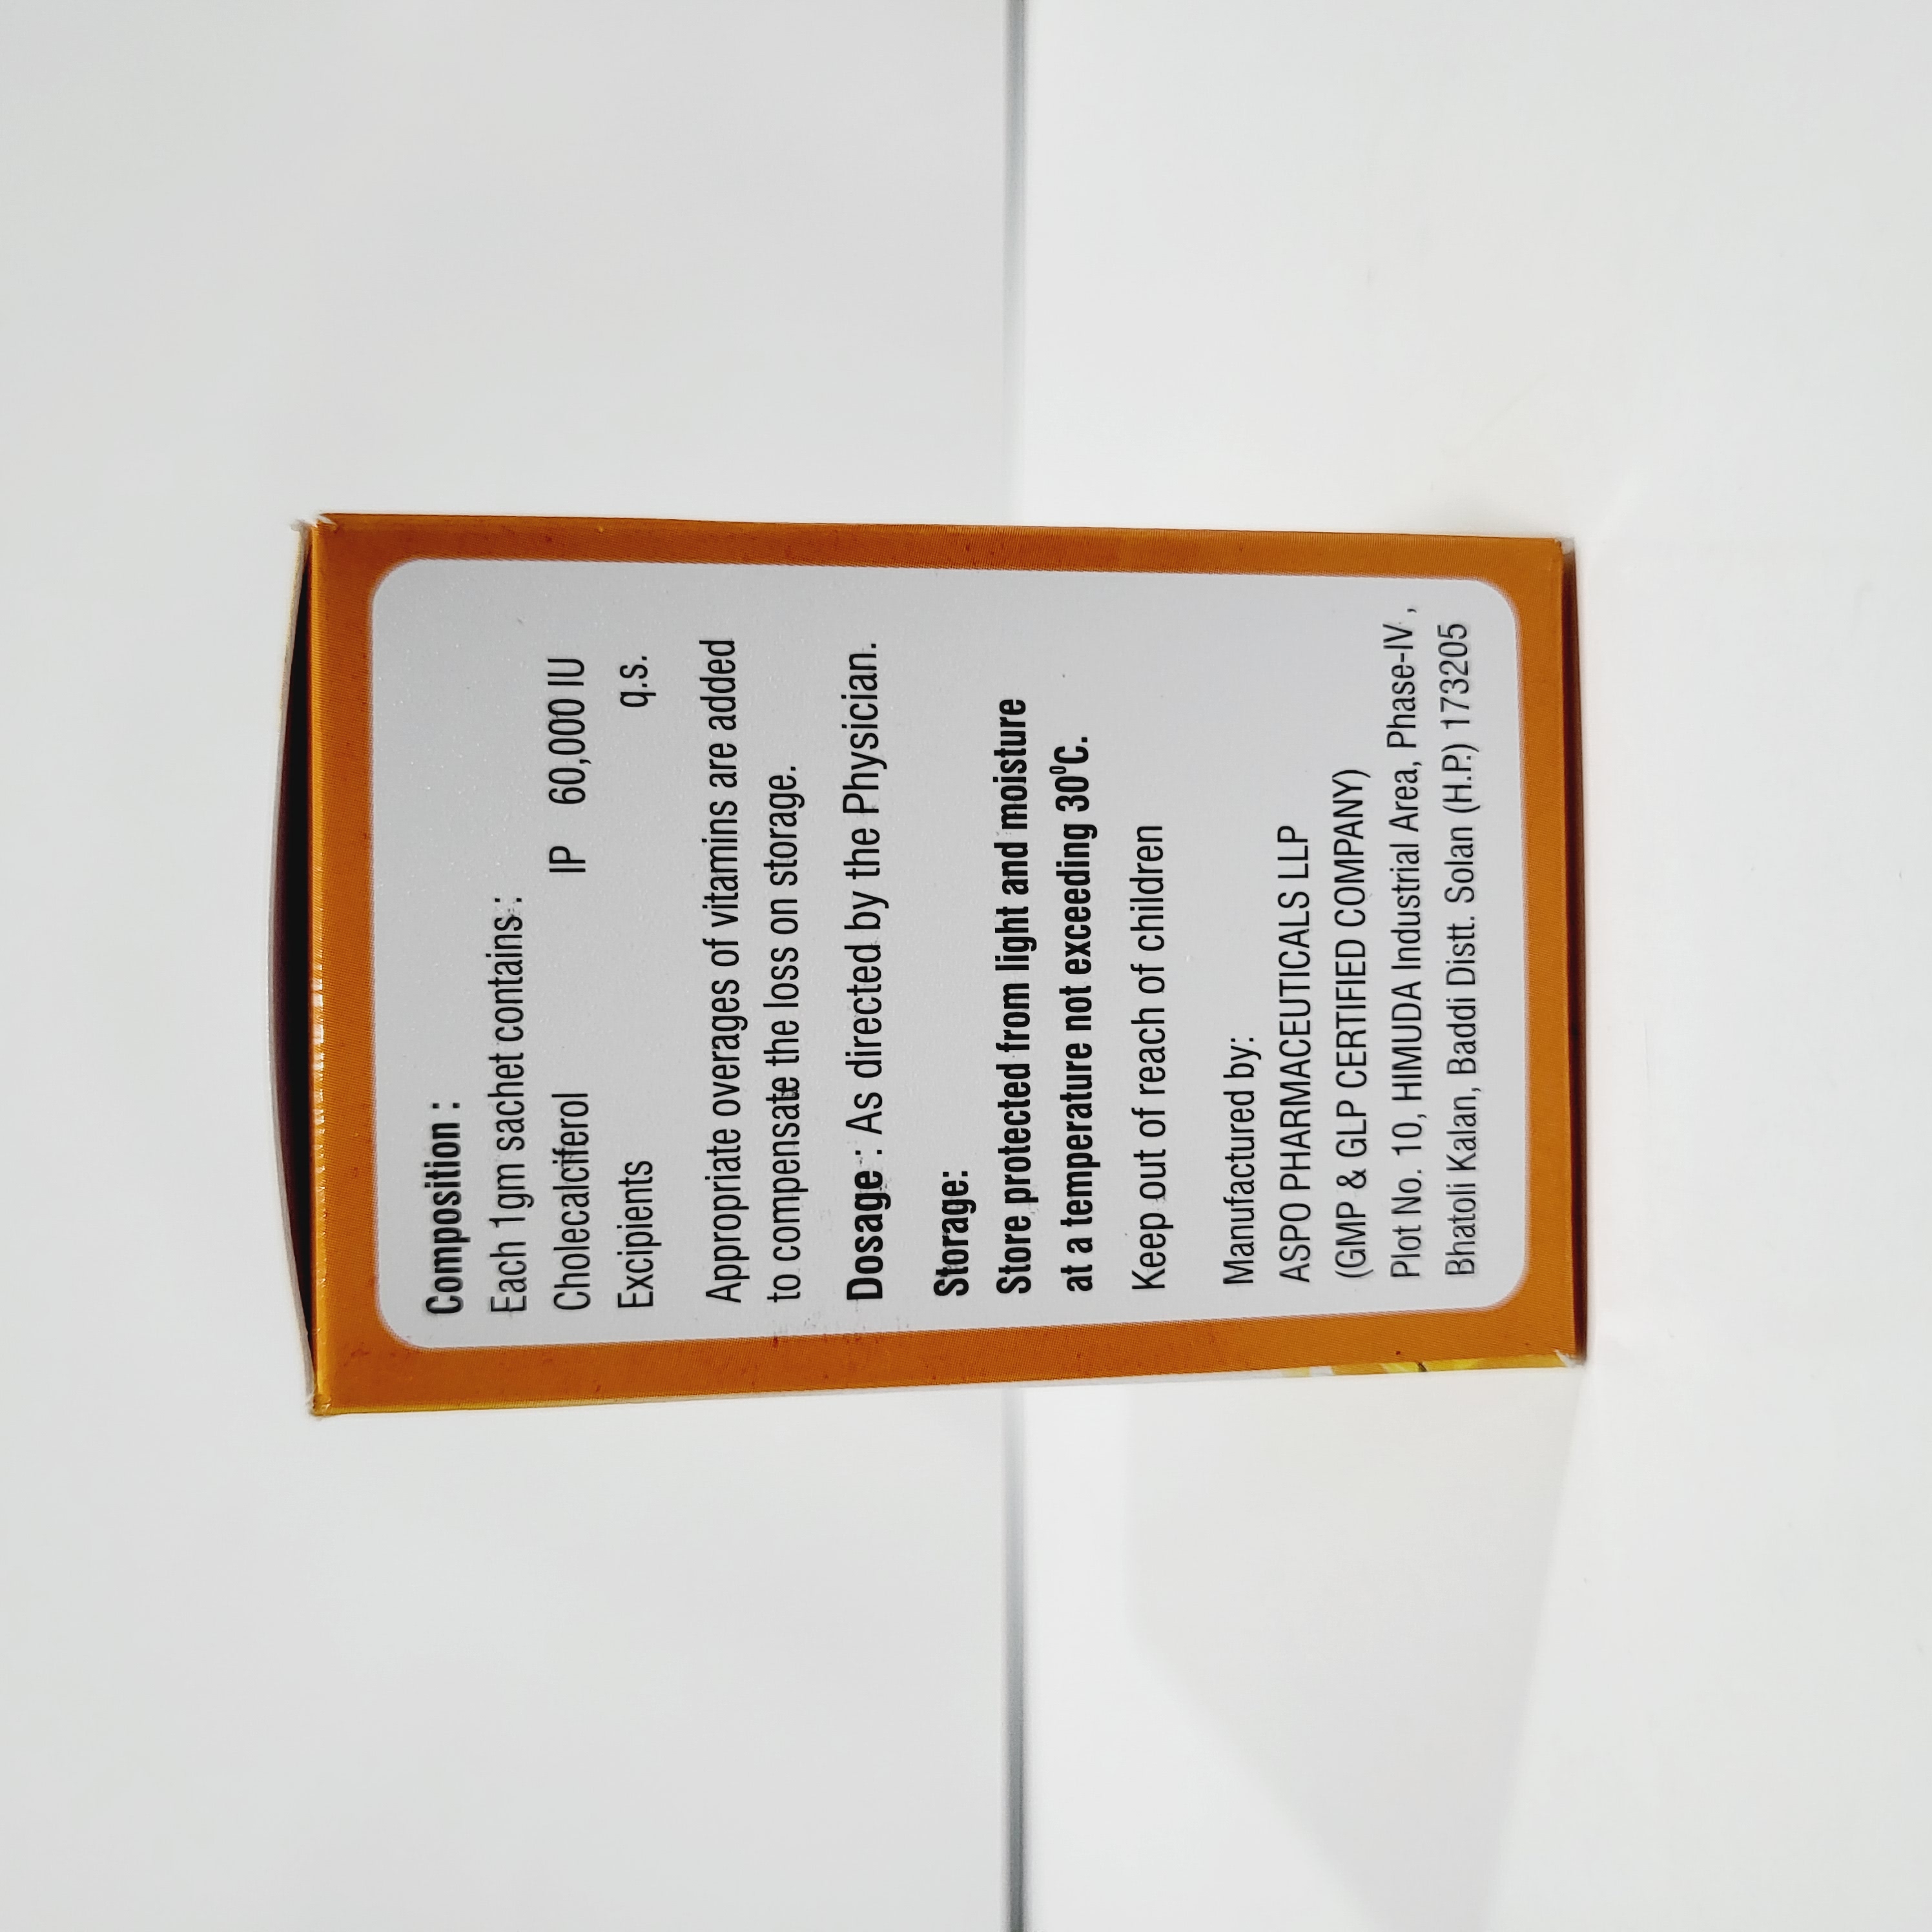 Composition :
Each 1gm sachet contains :
Cholecalciferol IP 60,000 IU
Excipients q.s.
Appropriate overages of vitamins are added
to compensate the loss on storage.
Dosage : As directed by the Physician.
Storage:
Store protected from light and moisture
at a temperature not exceeding 30⁰C.
Keep out of reach of children
Manufactured by:
ASPO PHARMACEUTICALS LLP
(GMP & GLP CERTIFIED COMPANY)
Plot No. 10, HIMUDA Industrial Area, Phase-IV ,
Bhatoli Kalan, Baddi Distt. Solan (H.P.) 173205